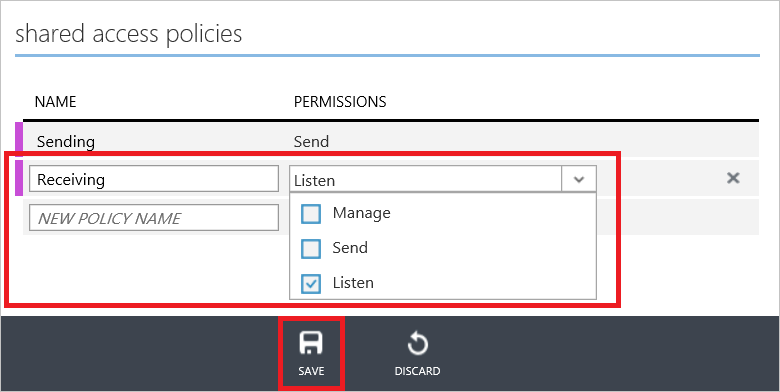 shared access policies
NAME PERMISSIONS
Sending Send
Receiving Listen
Manage
NEW POLICY NAME
Send
Listen
SAVE DISCARD